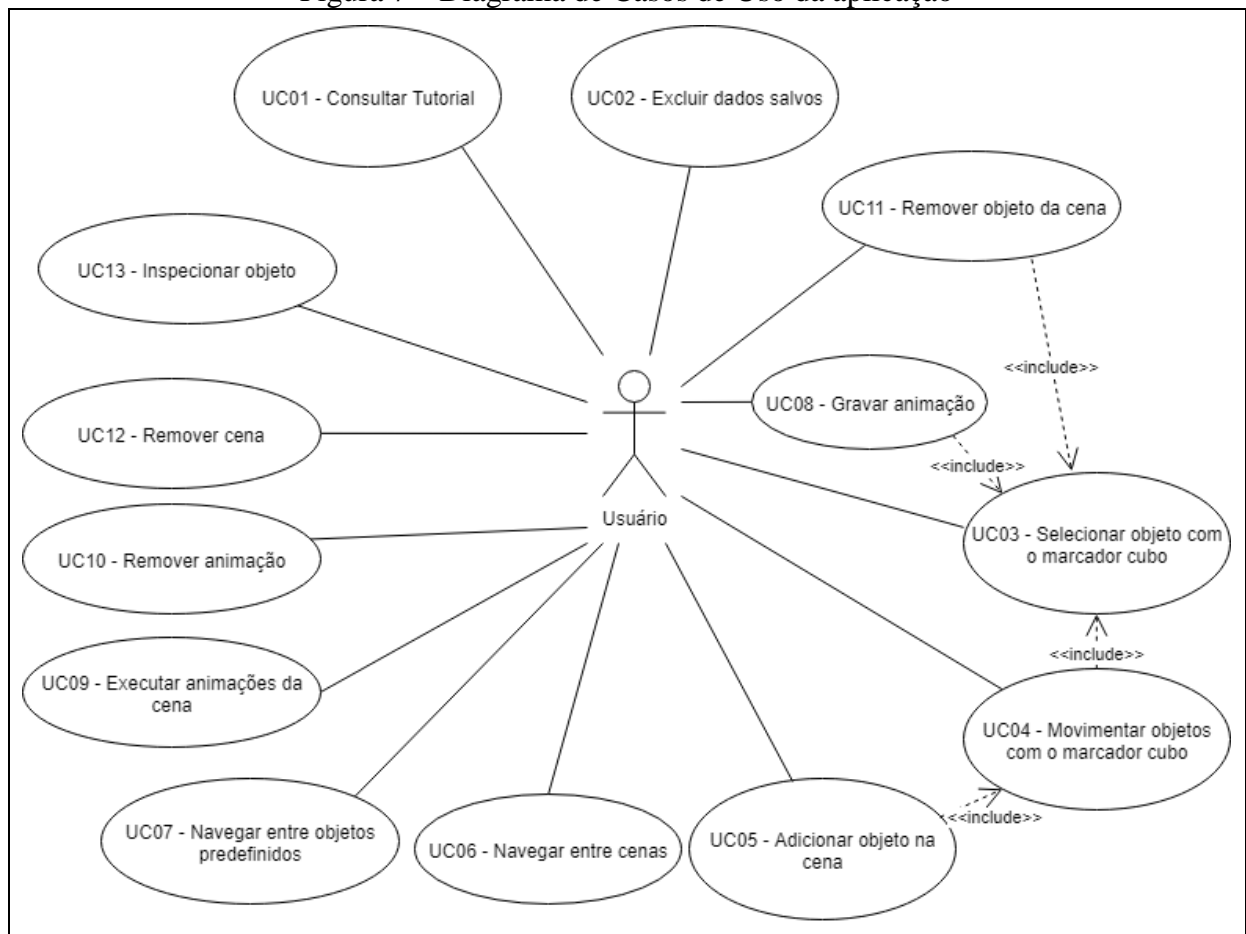 Figura 7 – Diagrama de Casos de Uso da aplicação
UC01 - Consultar Tutorial
UC02 - Excluir dados salvos
UC11 - Remover objeto da cena
UC13 - Inspecionar objeto
<<include>>
UC08 - Gravar animação
UC12 - Remover cena
<<include>>
Usuário
UC03 - Selecionar objeto com
o marcador cubo
UC10 - Remover animação
<<include>>
UC09 - Executar animações da
cena
UC04 - Movimentar objetos
com o marcador cubo
<<include>>
UC07 - Navegar entre objetos
predefinidos
UC06 - Navegar entre cenas
UC05 - Adicionar objeto na
cena